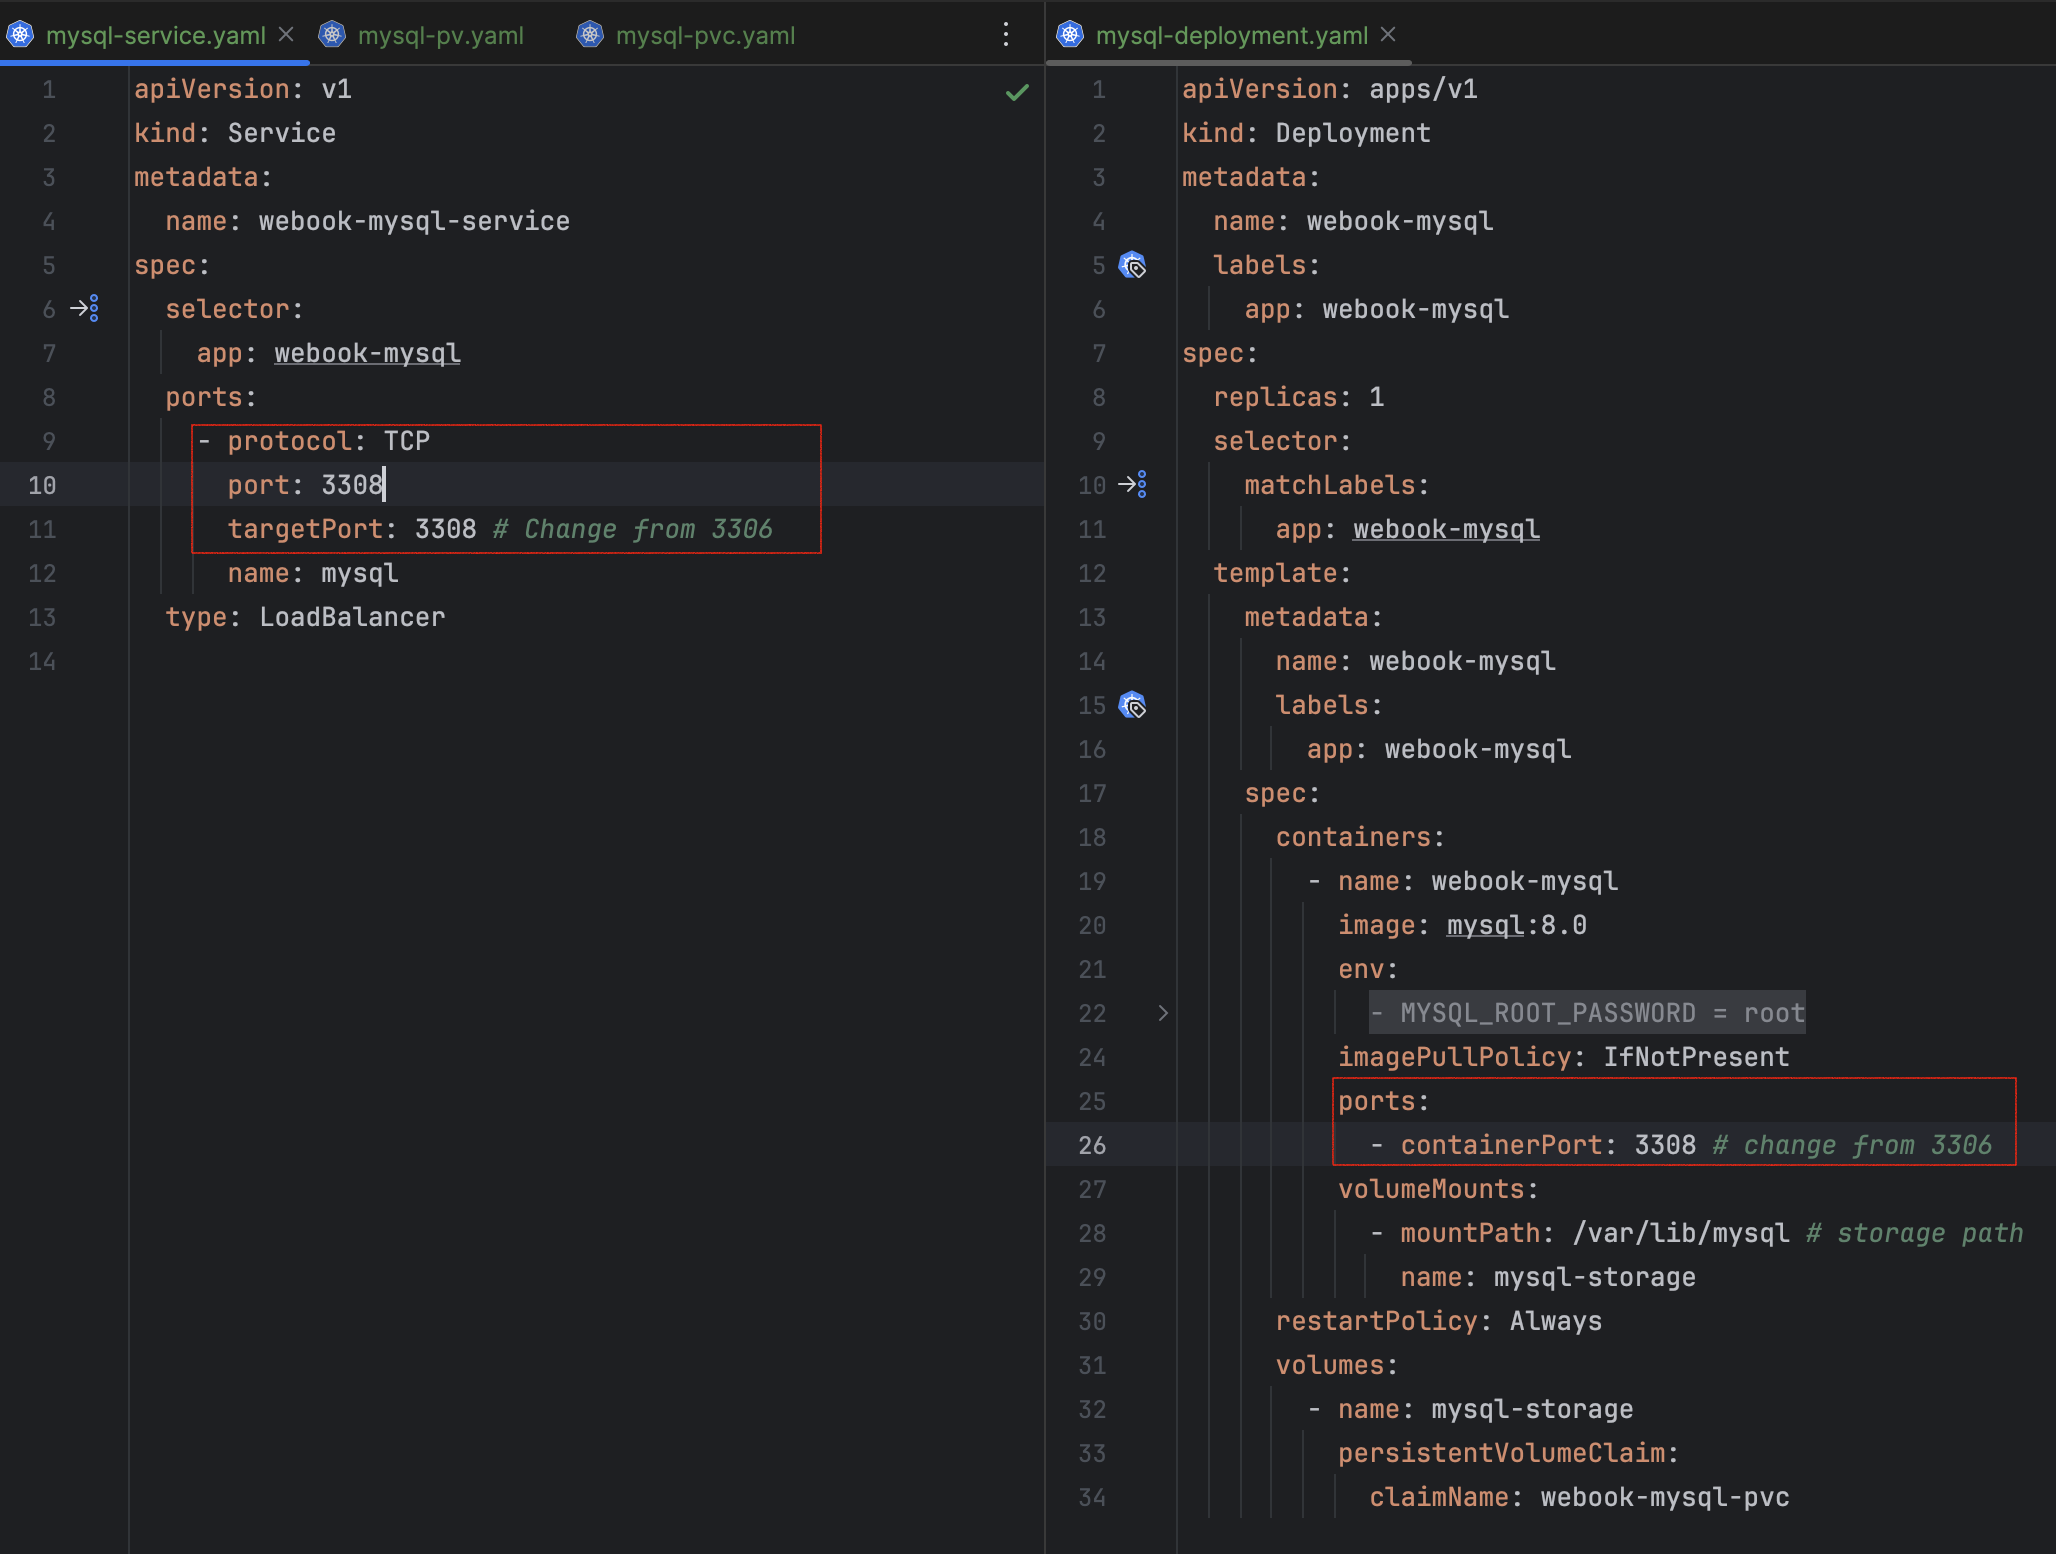 mysql-service.yaml
mysql-pv.yaml
mysql-pvc.yaml
1 apiVersion: v1
2 kind: Service
3 metadata:
4   name: webook-mysql-service
5 spec:
6   selector:
7     app: webook-mysql
8   ports:
9     - protocol: TCP
10       port: 3308
11       targetPort: 3308 # Change from 3306
12       name: mysql
13   type: LoadBalancer
14
mysql-deployment.yaml
1 apiVersion: apps/v1
2 kind: Deployment
3 metadata:
4   name: webook-mysql
5   labels:
6     app: webook-mysql
7 spec:
8   replicas: 1
9   selector:
10     matchLabels:
11       app: webook-mysql
12   template:
13     metadata:
14       name: webook-mysql
15       labels:
16         app: webook-mysql
17     spec:
18       containers:
19         - name: webook-mysql
20           image: mysql:8.0
21           env:
22             - MYSQL_ROOT_PASSWORD = root
24           imagePullPolicy: IfNotPresent
25           ports:
26             - containerPort: 3308 # change from 3306
27           volumeMounts:
28             - mountPath: /var/lib/mysql # storage path
29               name: mysql-storage
30       restartPolicy: Always
31       volumes:
32         - name: mysql-storage
33           persistentVolumeClaim:
34             claimName: webook-mysql-pvc